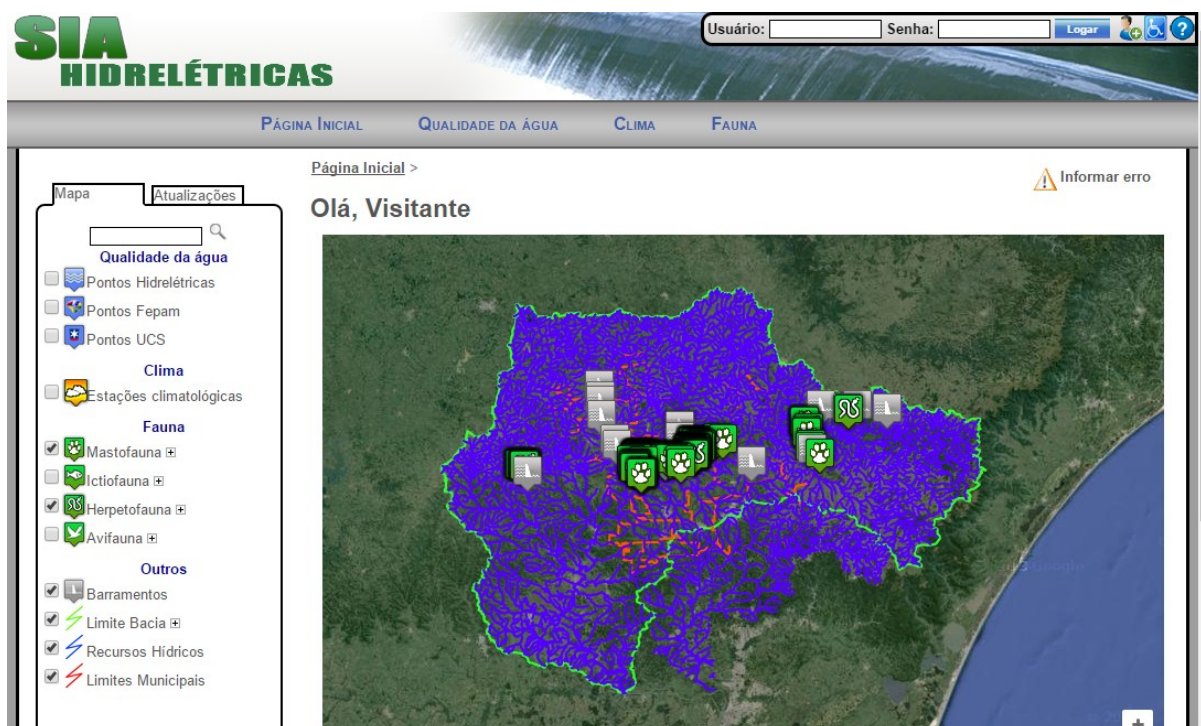 SIA
HIDRELÉTRICAS
Usuário: Senha: Logar
PÁGINA INICIAL QUALIDADE DA ÁGUA CLIMA FAUNA
Página Inicial >
Informar erro
Olá, Visitante
Mapa Atualizações
Qualidade da água
Pontos Hidrelétricas
Pontos Fepam
Pontos UCS
Clima
Estações climatológicas
Fauna
Mastofauna
Ictiofauna
Herpetofauna
Avifauna
Outros
Barramentos
Limite Bacia
Recursos Hídricos
Limites Municipais